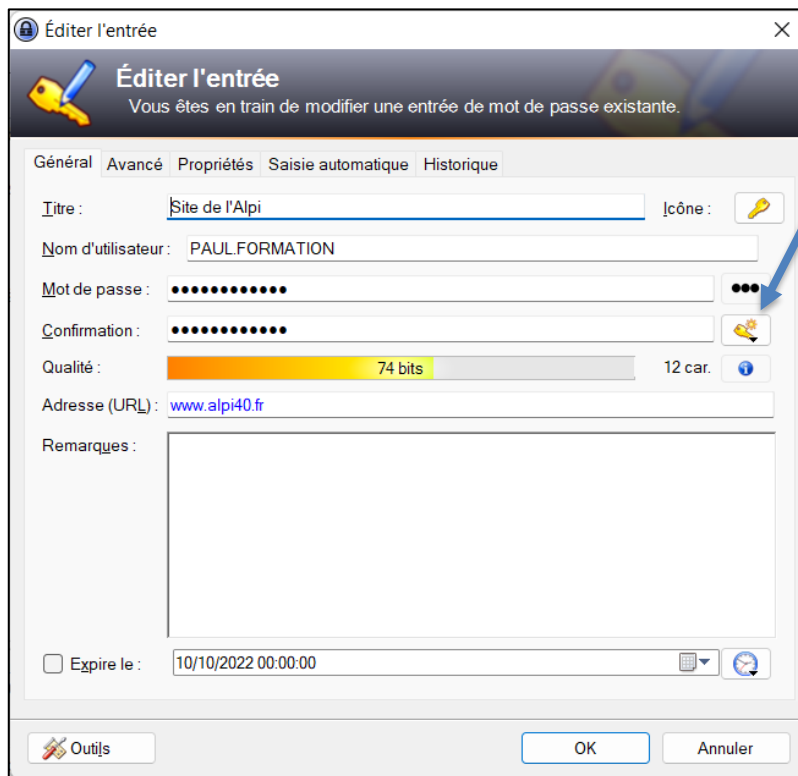 Éditer l'entrée
Éditer l'entrée
Vous êtes en train de modifier une entrée de mot de passe existante.
Général Avancé Propriétés Saisie automatique Historique
Titre : Site de l'Alpi Icône :
Nom d'utilisateur : PAUL.FORMATION
Mot de passe : ●●●●●●●●●●●● ●●●
Confirmation : ●●●●●●●●●●●●
Qualité : 74 bits 12 car.
Adresse (URL) : www.alpi40.fr
Remarques :
Expire le : 10/10/2022 00:00:00
Outils OK Annuler